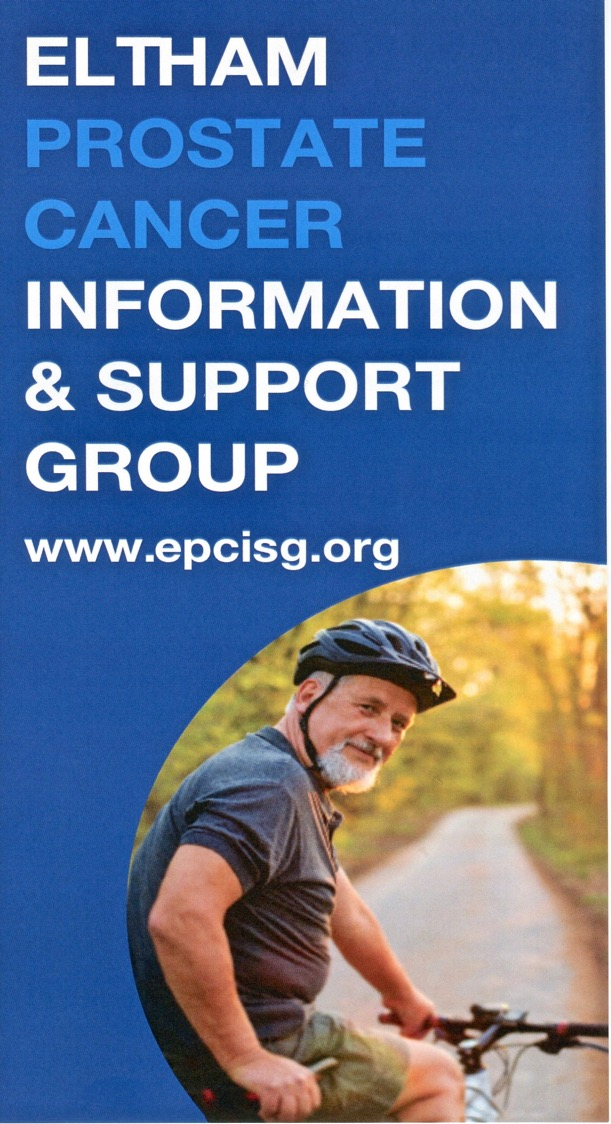 ELTHAM
PROSTATE
CANCER
INFORMATION
& SUPPORT
GROUP
www.epcisg.org